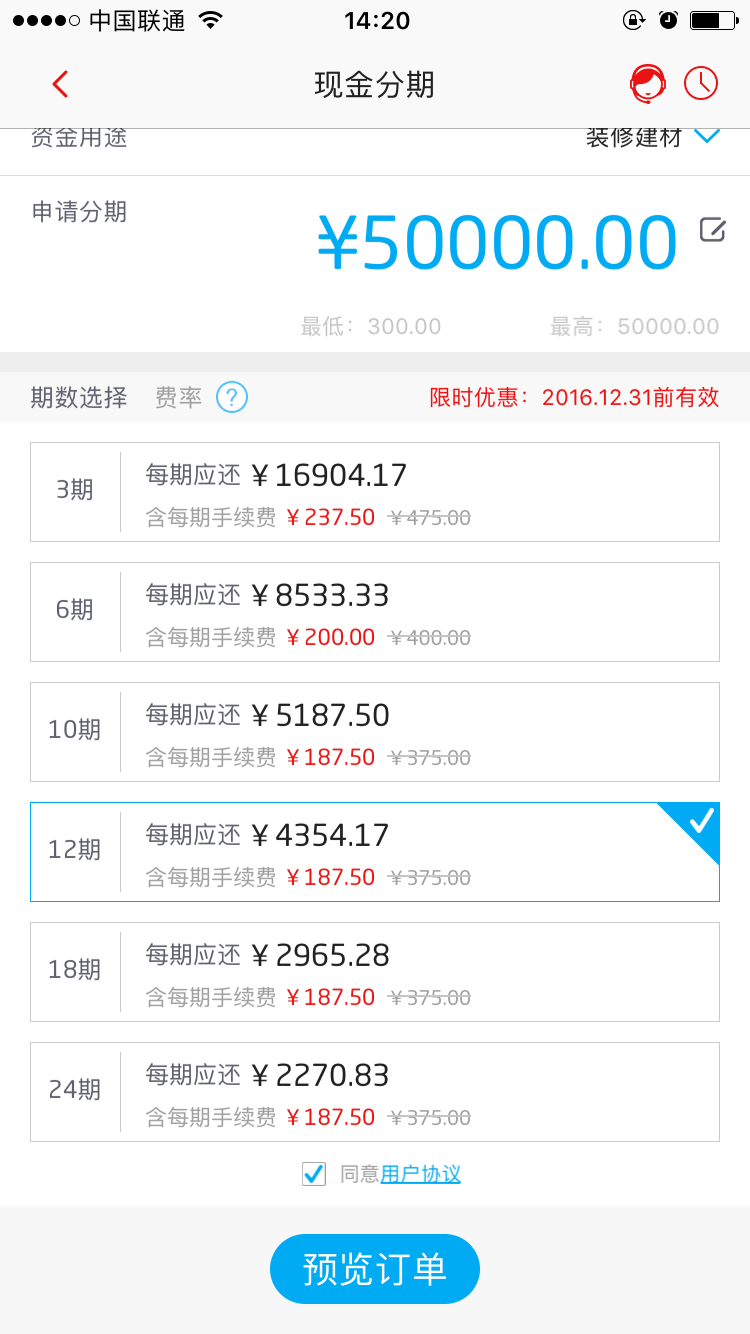 中国联通 14:20
现金分期
资金用途 装修建材
申请分期
¥50000.00
最低：300.00 最高：50000.00
期数选择 费率 ? 限时优惠：2016.12.31前有效
3期 每期应还 ¥16904.17
含每期手续费 ¥237.50 ¥475.00
6期 每期应还 ¥8533.33
含每期手续费 ¥200.00 ¥400.00
10期 每期应还 ¥5187.50
含每期手续费 ¥187.50 ¥375.00
12期 每期应还 ¥4354.17
含每期手续费 ¥187.50 ¥375.00
18期 每期应还 ¥2965.28
含每期手续费 ¥187.50 ¥375.00
24期 每期应还 ¥2270.83
含每期手续费 ¥187.50 ¥375.00
同意用户协议
预览订单